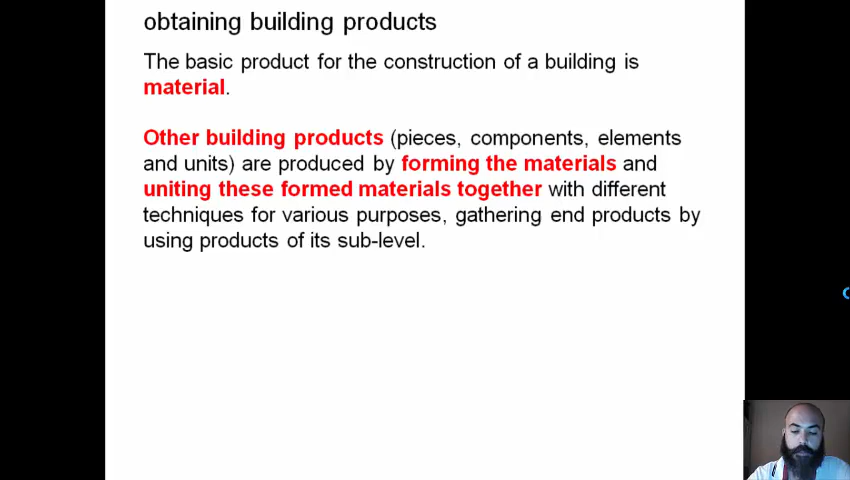 obtaining building products
The basic product for the construction of a building is
material.
Other building products (pieces, components, elements
and units) are produced by forming the materials and
uniting these formed materials together with different
techniques for various purposes, gathering end products by
using products of its sub-level.